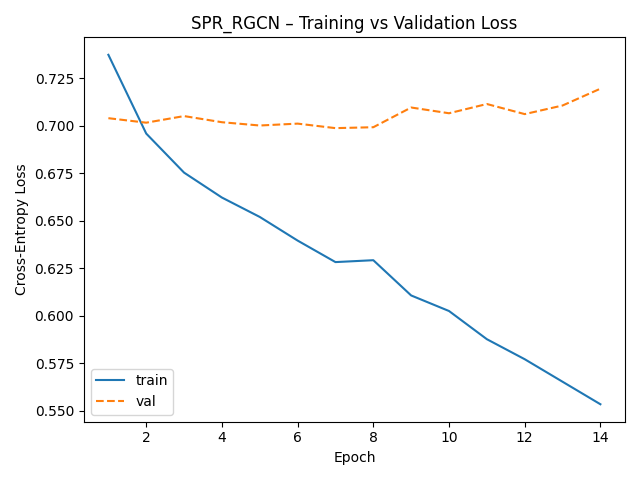 SPR_RGCN – Training vs Validation Loss
Cross-Entropy Loss
0.725
0.700
0.675
0.650
0.625
0.600
0.575
0.550
train
val
2 4 6 8 10 12 14
Epoch